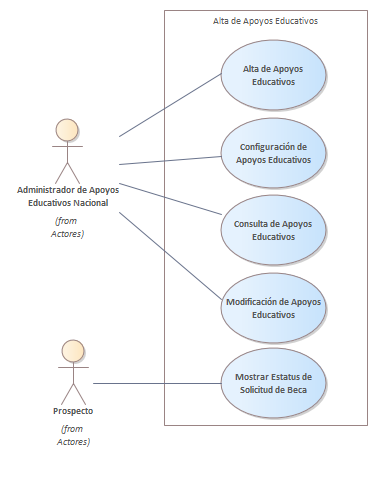 Alta de Apoyos Educativos
Alta de Apoyos
Educativos
Configuración de
Apoyos Educativos
Administrador de Apoyos
Educativos Nacional
(from
Actores)
Consulta de Apoyos
Educativos
Modificación de Apoyos
Educativos
Mostrar Estatus de
Solicitud de Beca
Prospecto
(from
Actores)